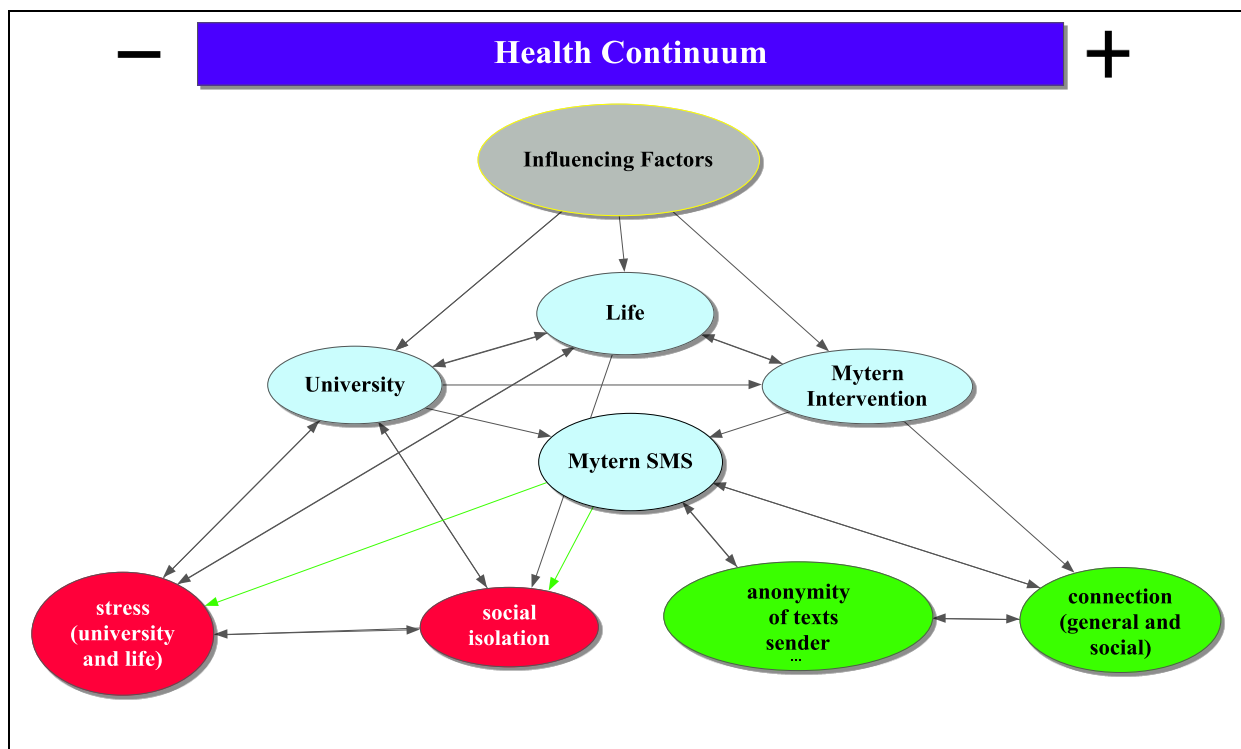 − Health Continuum +
Influencing Factors
Life
University
Mytern
Intervention
Mytern SMS
stress
(university
and life)
social
isolation
anonymity
of texts
sender
...
connection
(general and
social)